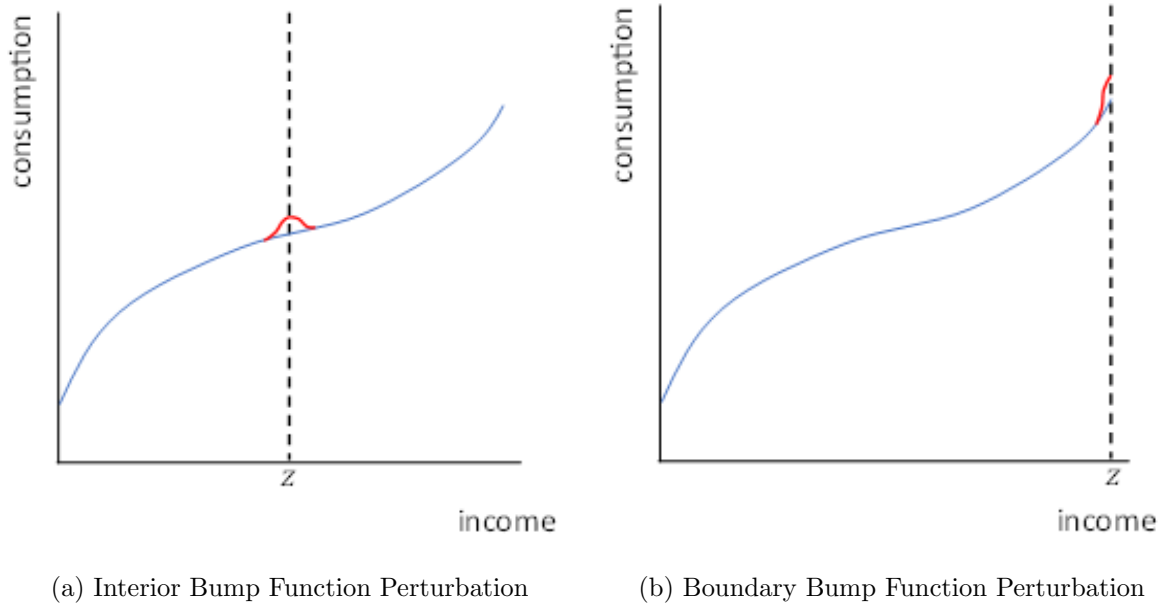 consumption
z
income
(a) Interior Bump Function Perturbation
consumption
z
income
(b) Boundary Bump Function Perturbation